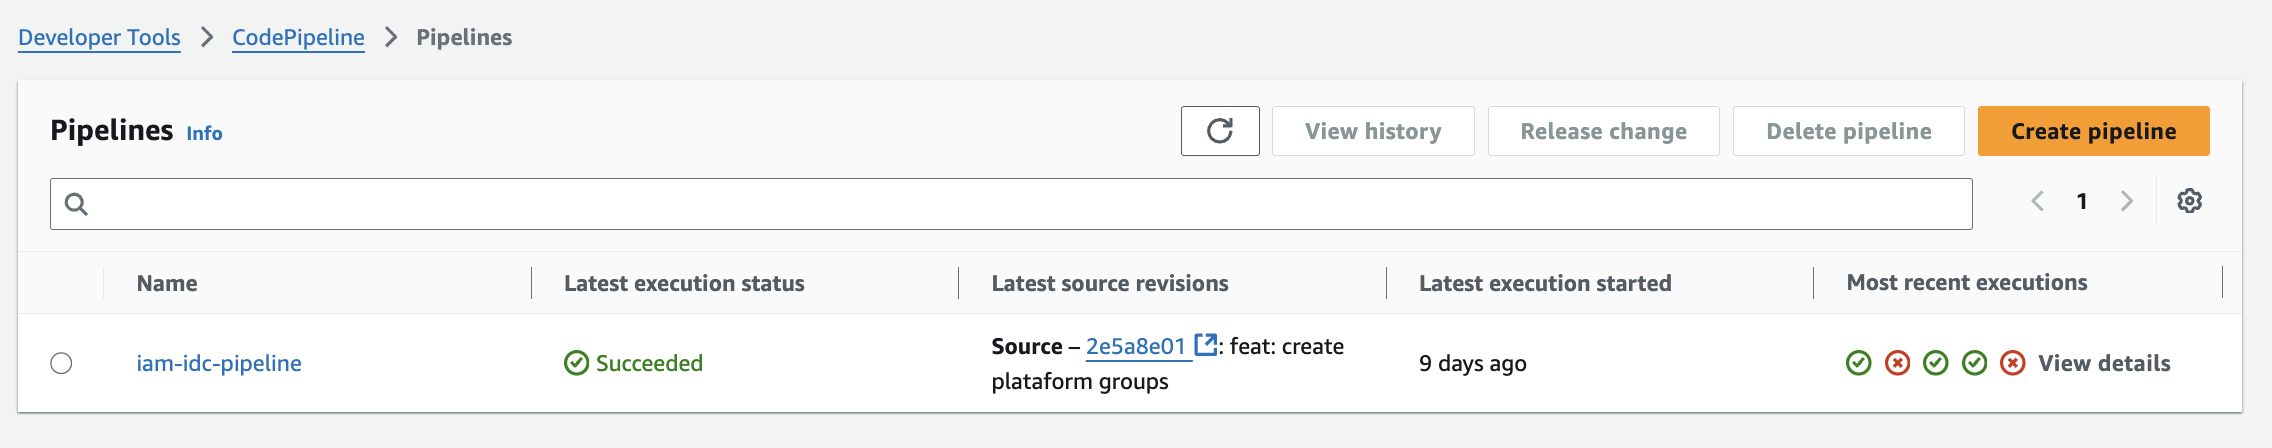 Developer Tools > CodePipeline > Pipelines
Pipelines Info
View history
Release change
Delete pipeline
Create pipeline
1
Name
Latest execution status
Latest source revisions
Latest execution started
Most recent executions
iam-idc-pipeline
Succeeded
Source – 2e5a8e01 : feat: create
plataform groups
9 days ago
View details